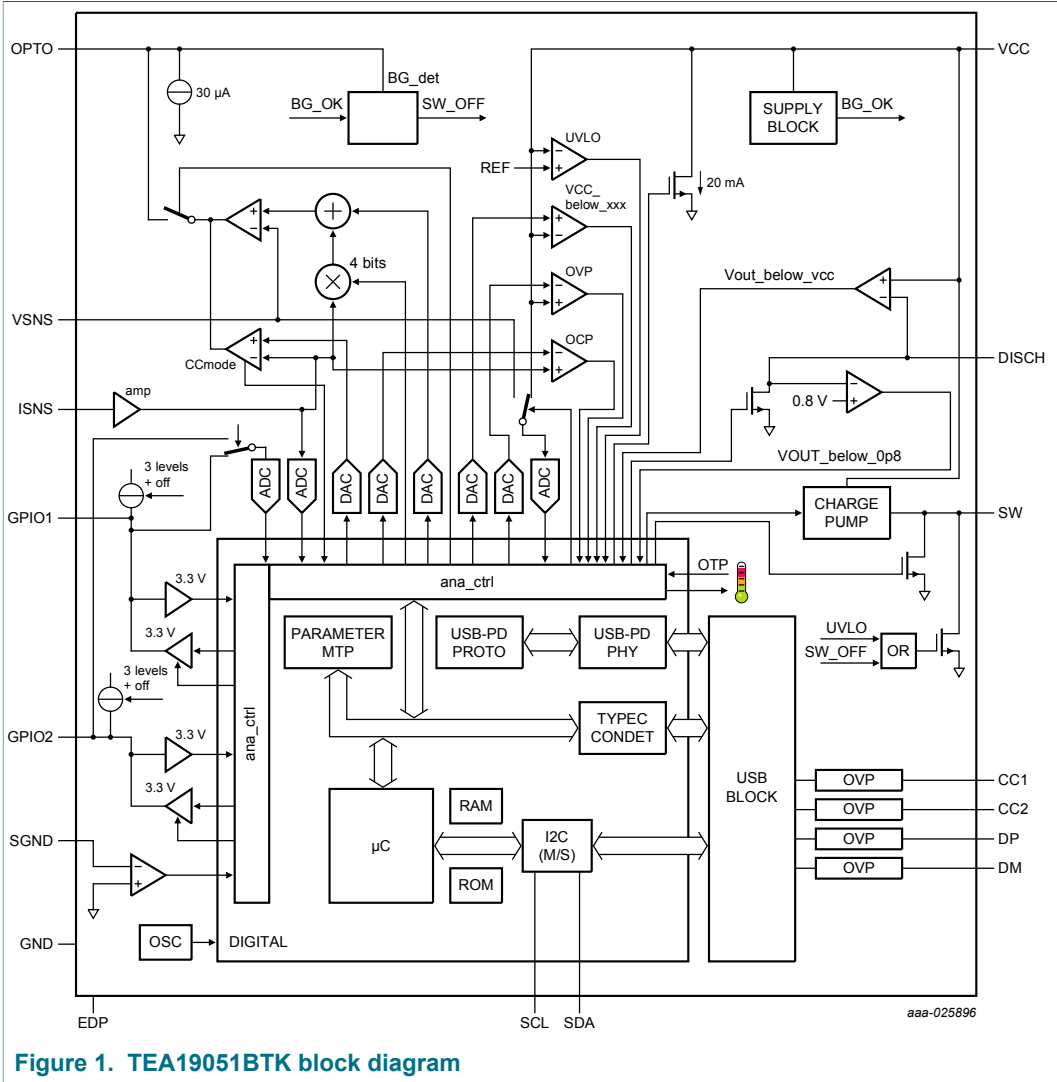 OPTO
VCC
30 µA
BG_det
BG_OK
SW_OFF
SUPPLY
BLOCK
BG_OK
UVLO
−
+
REF
20 mA
VCC_
below_xxx
+
−
+
−
+
4 bits
×
OVP
−
+
Vout_below_vcc
+
−
VSNS
OCP
−
+
+
−
CCmode
DISCH
amp
ISNS
−
+
0.8 V
VOUT_below_0p8
3 levels
+ off
ADC
ADC
DAC
DAC
DAC
DAC
DAC
ADC
GPIO1
CHARGE
PUMP
SW
ana_ctrl
OTP
3.3 V
3.3 V
PARAMETER
MTP
USB-PD
PROTO
USB-PD
PHY
UVLO
SW_OFF
OR
3 levels
+ off
ana_ctrl
TYPEC
CONDET
GPIO2
3.3 V
3.3 V
USB
BLOCK
OVP
CC1
OVP
CC2
OVP
DP
OVP
DM
RAM
µC
I2C
(M/S)
ROM
SGND
−
+
GND
OSC
DIGITAL
EDP
SCL
SDA
aaa-025896
Figure 1. TEA19051BTK block diagram